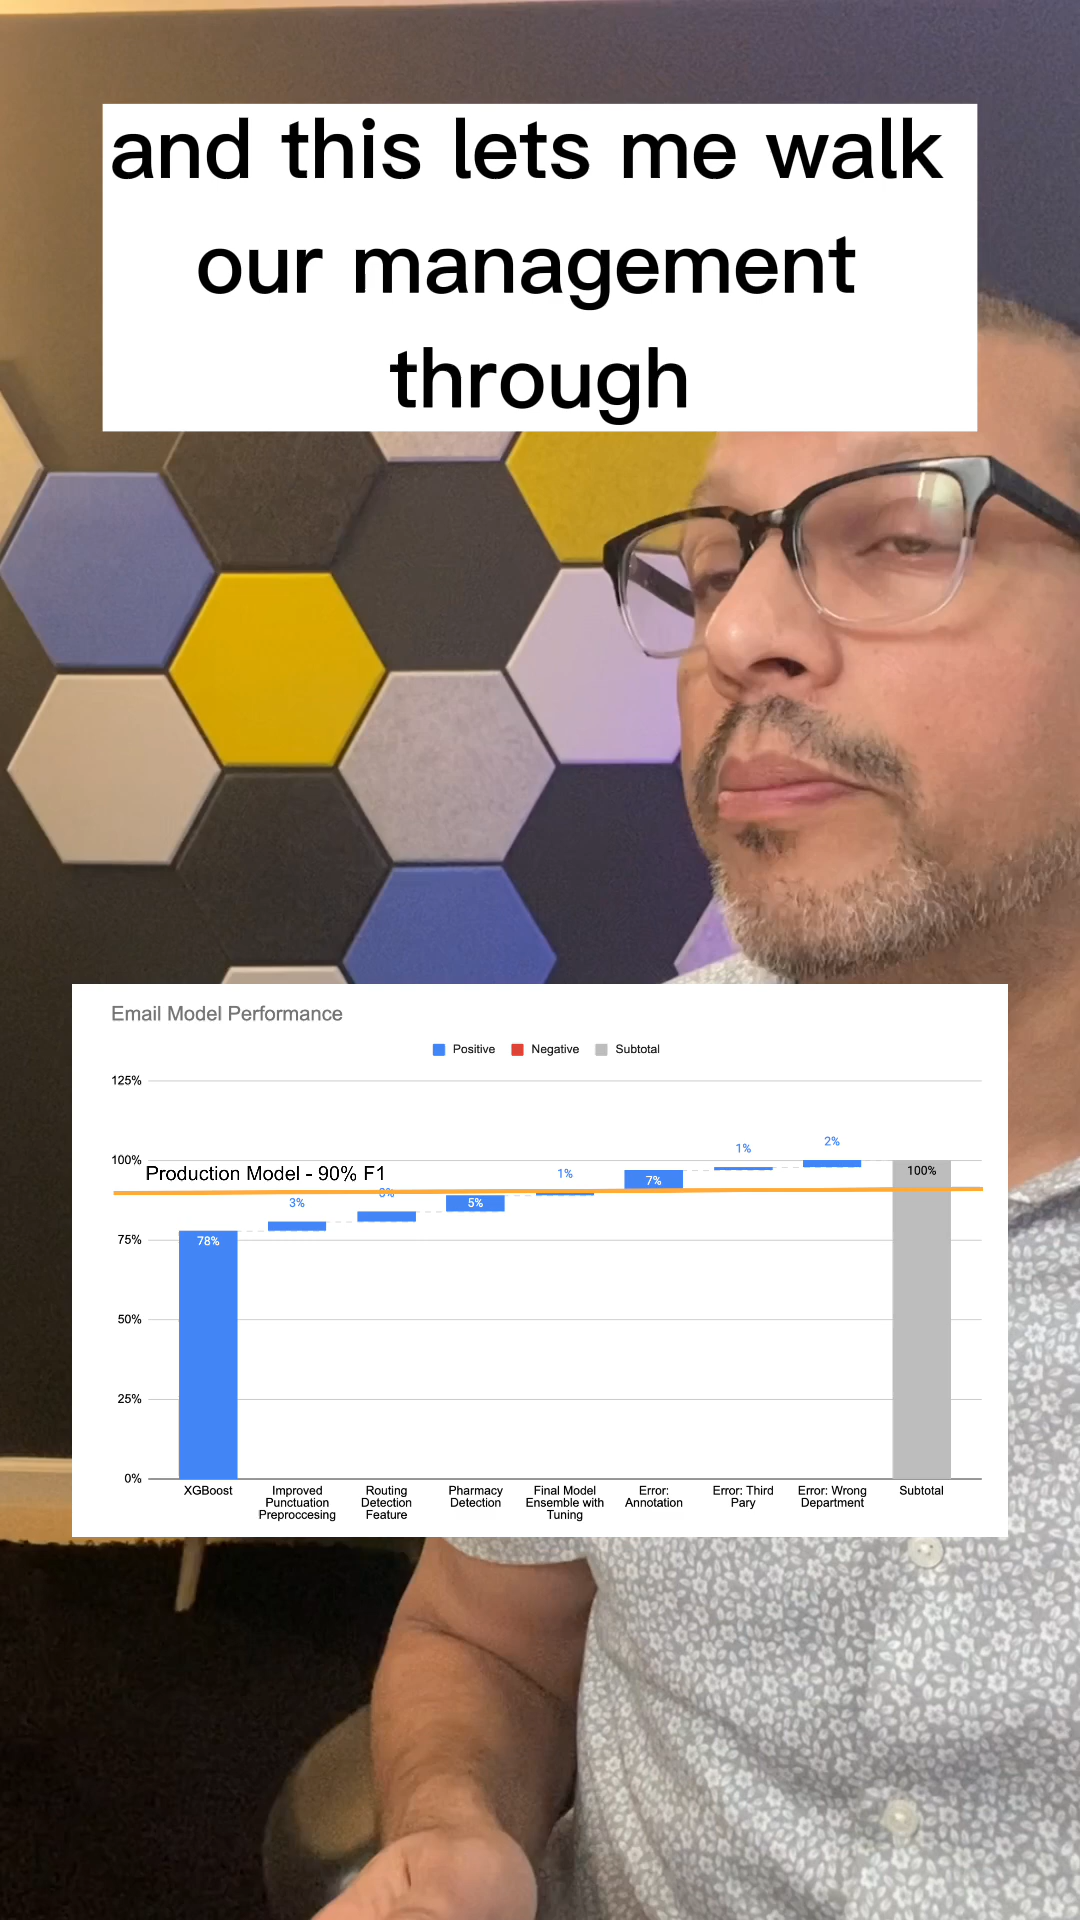 and this lets me walk
our management
through
Email Model Performance
Positive
Negative
Subtotal
125%
100%
75%
50%
25%
0%
Production Model - 90% F1
78%
3%
3%
5%
1%
7%
1%
2%
100%
XGBoost
Improved
Punctuation
Preproccesing
Routing
Detection
Feature
Pharmacy
Detection
Final Model
Ensemble with
Tuning
Error:
Annotation
Error: Third
Pary
Error: Wrong
Department
Subtotal